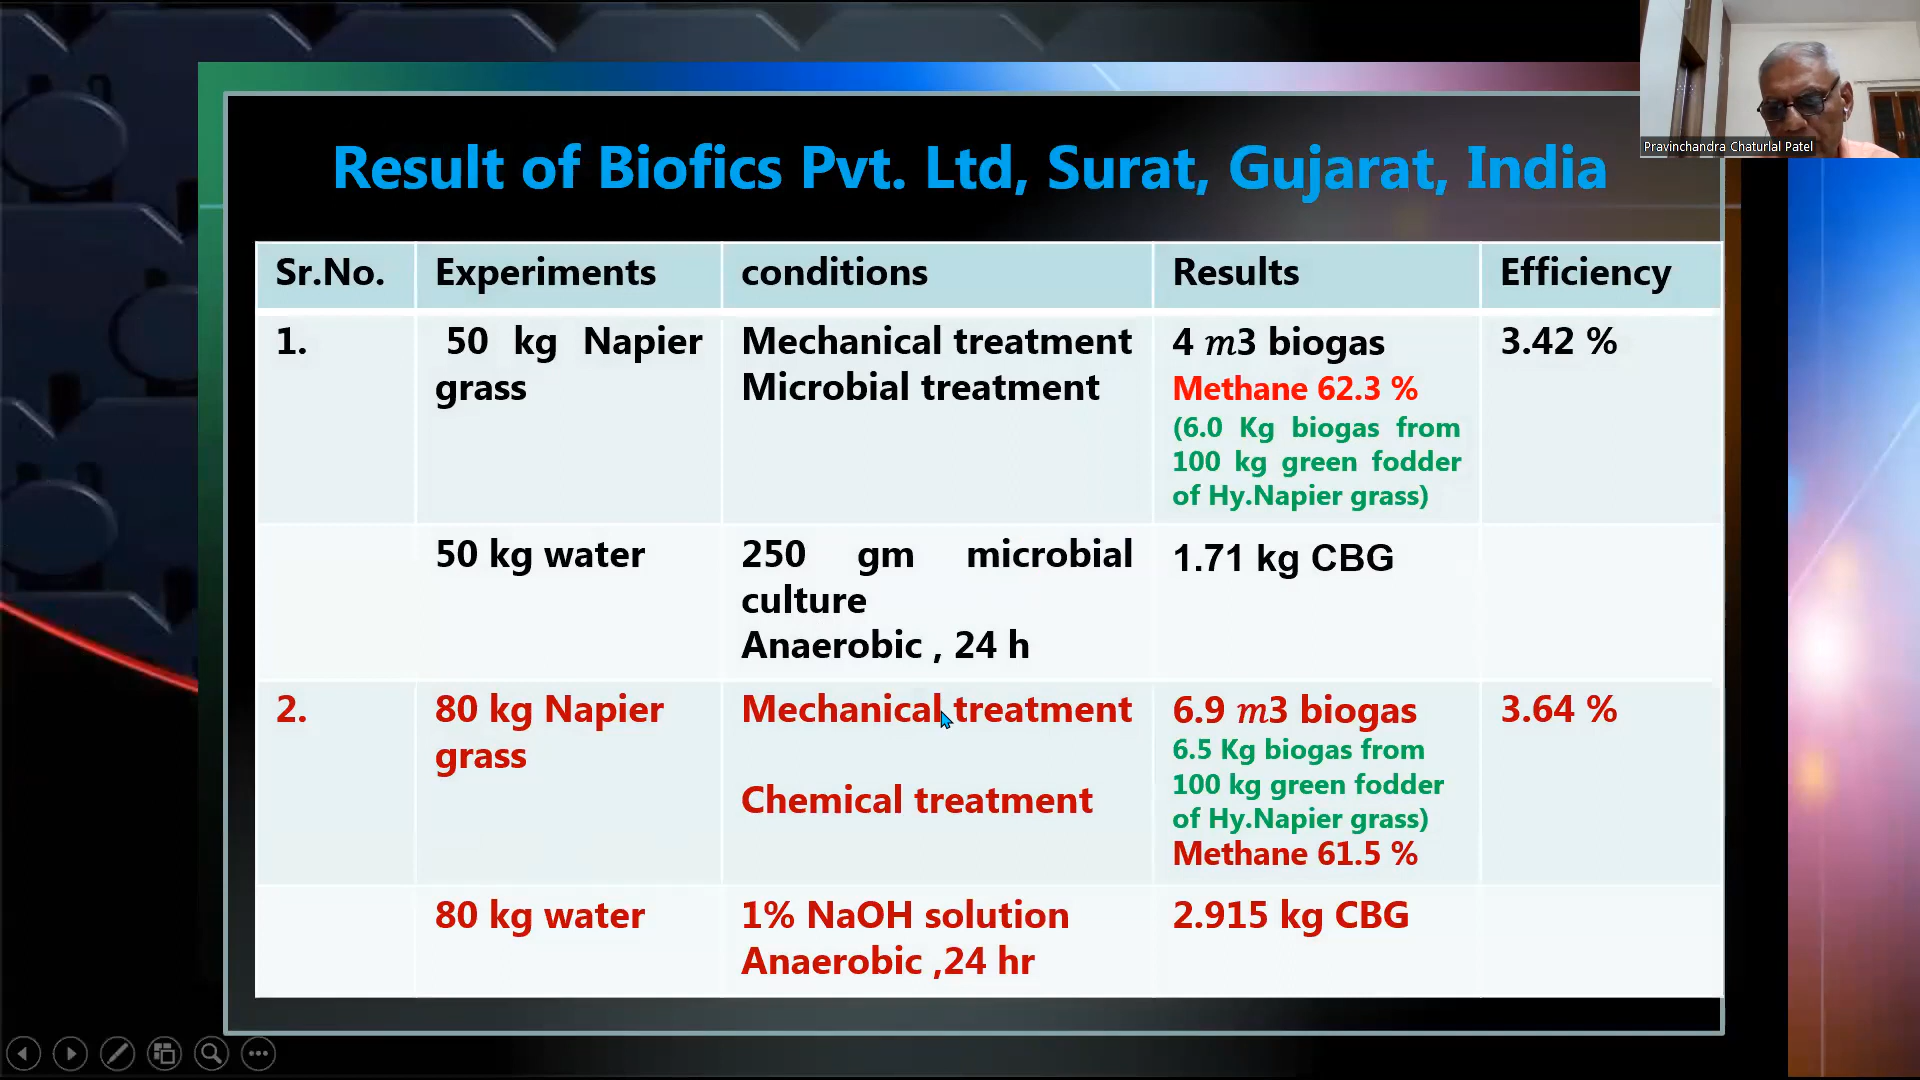 Pravinchandra Chaturlal Patel
Result of Biofics Pvt. Ltd, Surat, Gujarat, India
Sr.No.
Experiments
conditions
Results
Efficiency
1.
50 kg Napier
grass
Mechanical treatment
Microbial treatment
4 m3 biogas
Methane 62.3 %
(6.0 Kg biogas from
100 kg green fodder
of Hy.Napier grass)
3.42 %
50 kg water
250 gm microbial
culture
Anaerobic , 24 h
1.71 kg CBG
2.
80 kg Napier
grass
Mechanical treatment
Chemical treatment
6.9 m3 biogas
6.5 Kg biogas from
100 kg green fodder
of Hy.Napier grass)
Methane 61.5 %
3.64 %
80 kg water
1% NaOH solution
Anaerobic ,24 hr
2.915 kg CBG